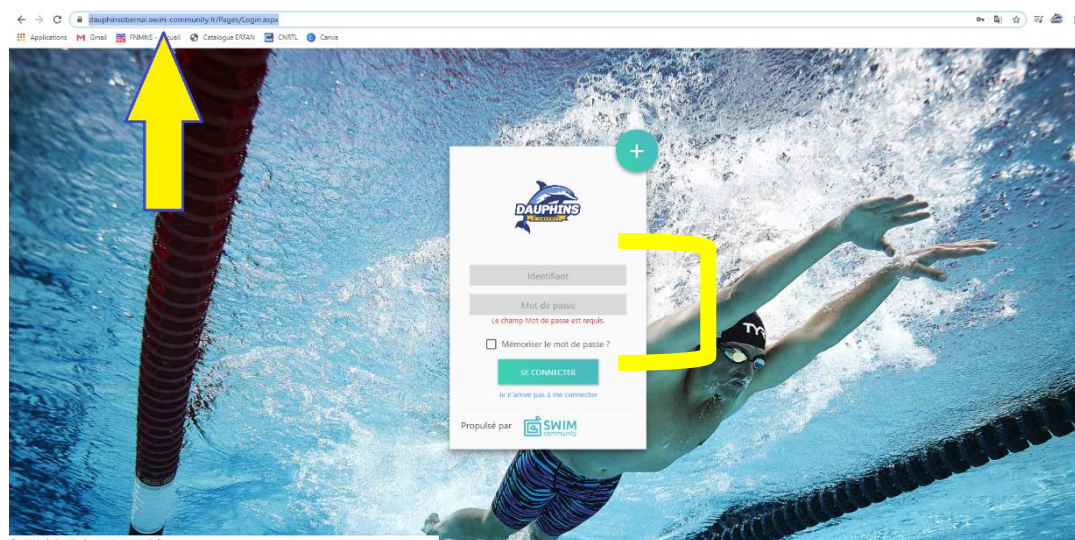 dauphinsobernai.swim-community.fr/Pages/Login.aspx
Applications Gmail FNMNS - Accueil Catalogue ERFAN CNRTL Canva
+
DAUPHINS
D'OBERNAI
Identifiant
Mot de passe
Le champ Mot de passe est requis.
Mémoriser le mot de passe ?
SE CONNECTER
Je n'arrive pas à me connecter
Propulsé par SWIM
community
TYR